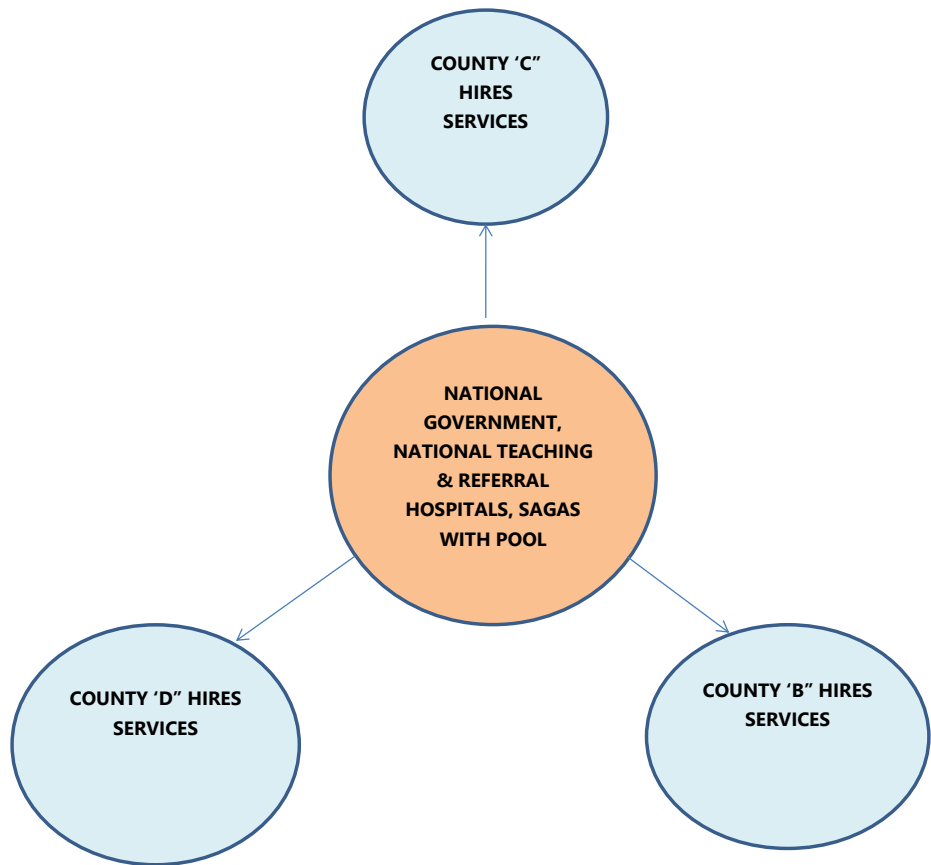 COUNTY ‘C”
HIRES
SERVICES
NATIONAL
GOVERNMENT,
NATIONAL TEACHING
& REFERRAL
HOSPITALS, SAGAS
WITH POOL
COUNTY ‘D” HIRES
SERVICES
COUNTY ‘B” HIRES
SERVICES